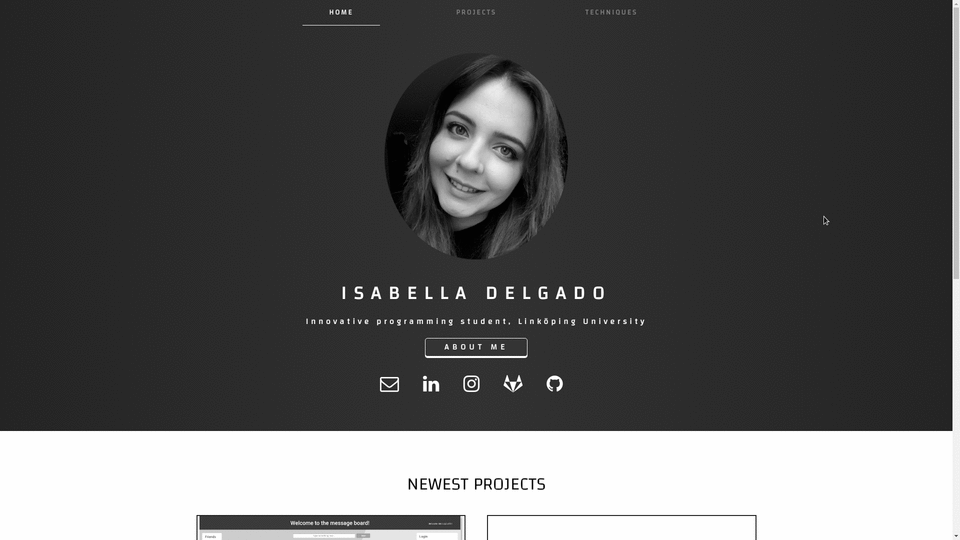 HOME PROJECTS TECHNIQUES
ISABELLA DELGADO
Innovative programming student, Linköping University
ABOUT ME
NEWEST PROJECTS
Welcome to the message board!
Friends
Login